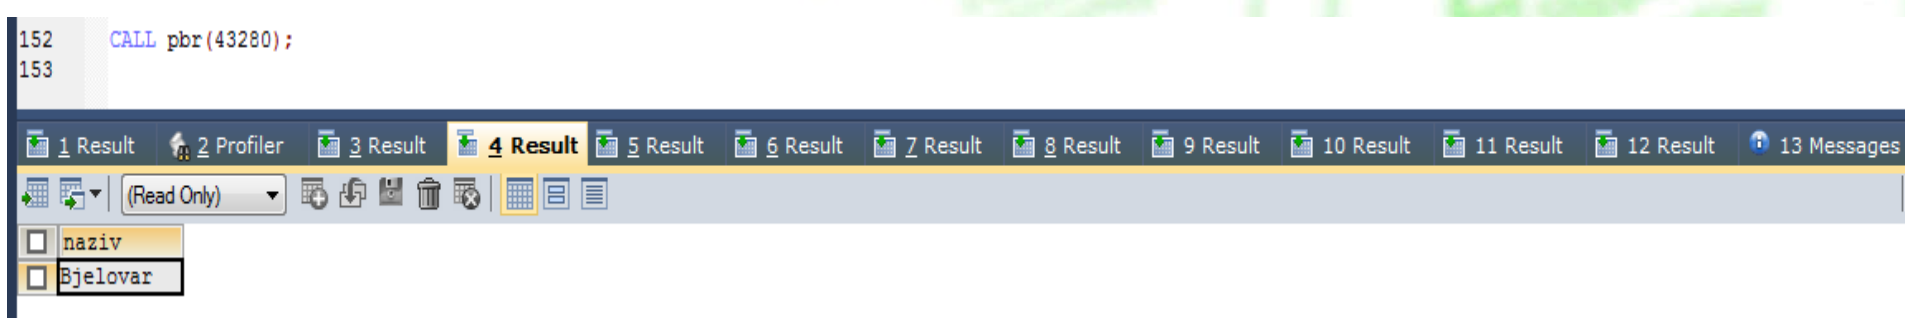 152 CALL pbr(43280);
153
1 Result 2 Profiler 3 Result 4 Result 5 Result 6 Result 7 Result 8 Result 9 Result 10 Result 11 Result 12 Result 13 Messages
(Read Only)
naziv
Bjelovar